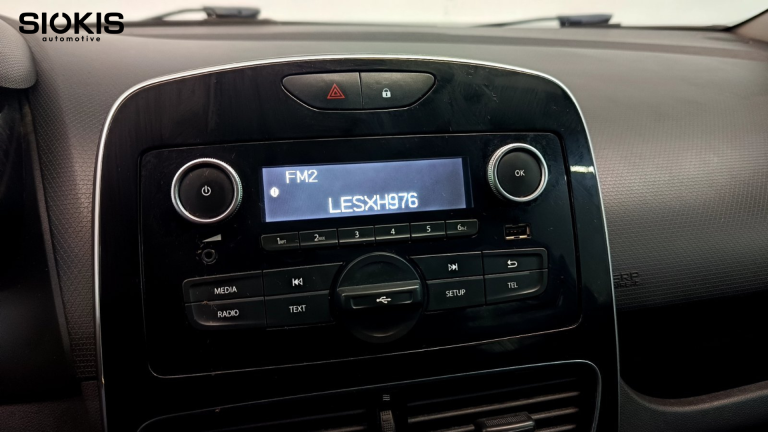 SIOKIS
automotive
FM2
LESXH976
OK
1 2 3 4 5 6
MEDIA
RADIO
TEXT
SETUP
TEL